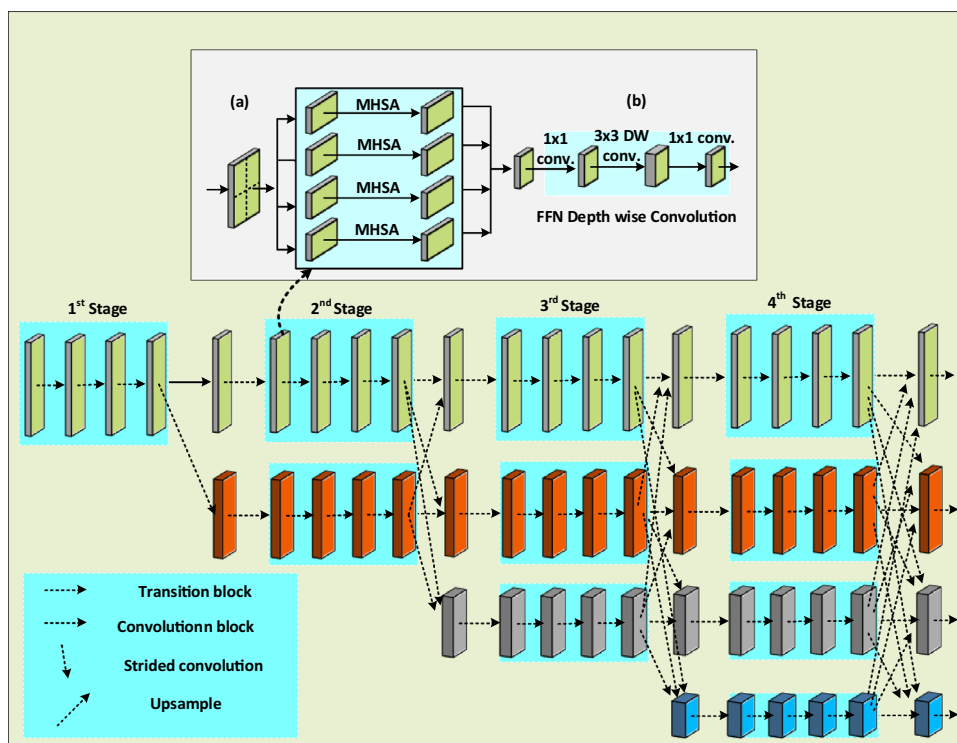 (a)
MHSA
MHSA
MHSA
MHSA
(b)
1x1 conv.
3x3 DW conv.
1x1 conv.
FFN Depth wise Convolution
1st Stage
2nd Stage
3rd Stage
4th Stage
Transition block
Convolutionn block
Strided convolution
Upsample